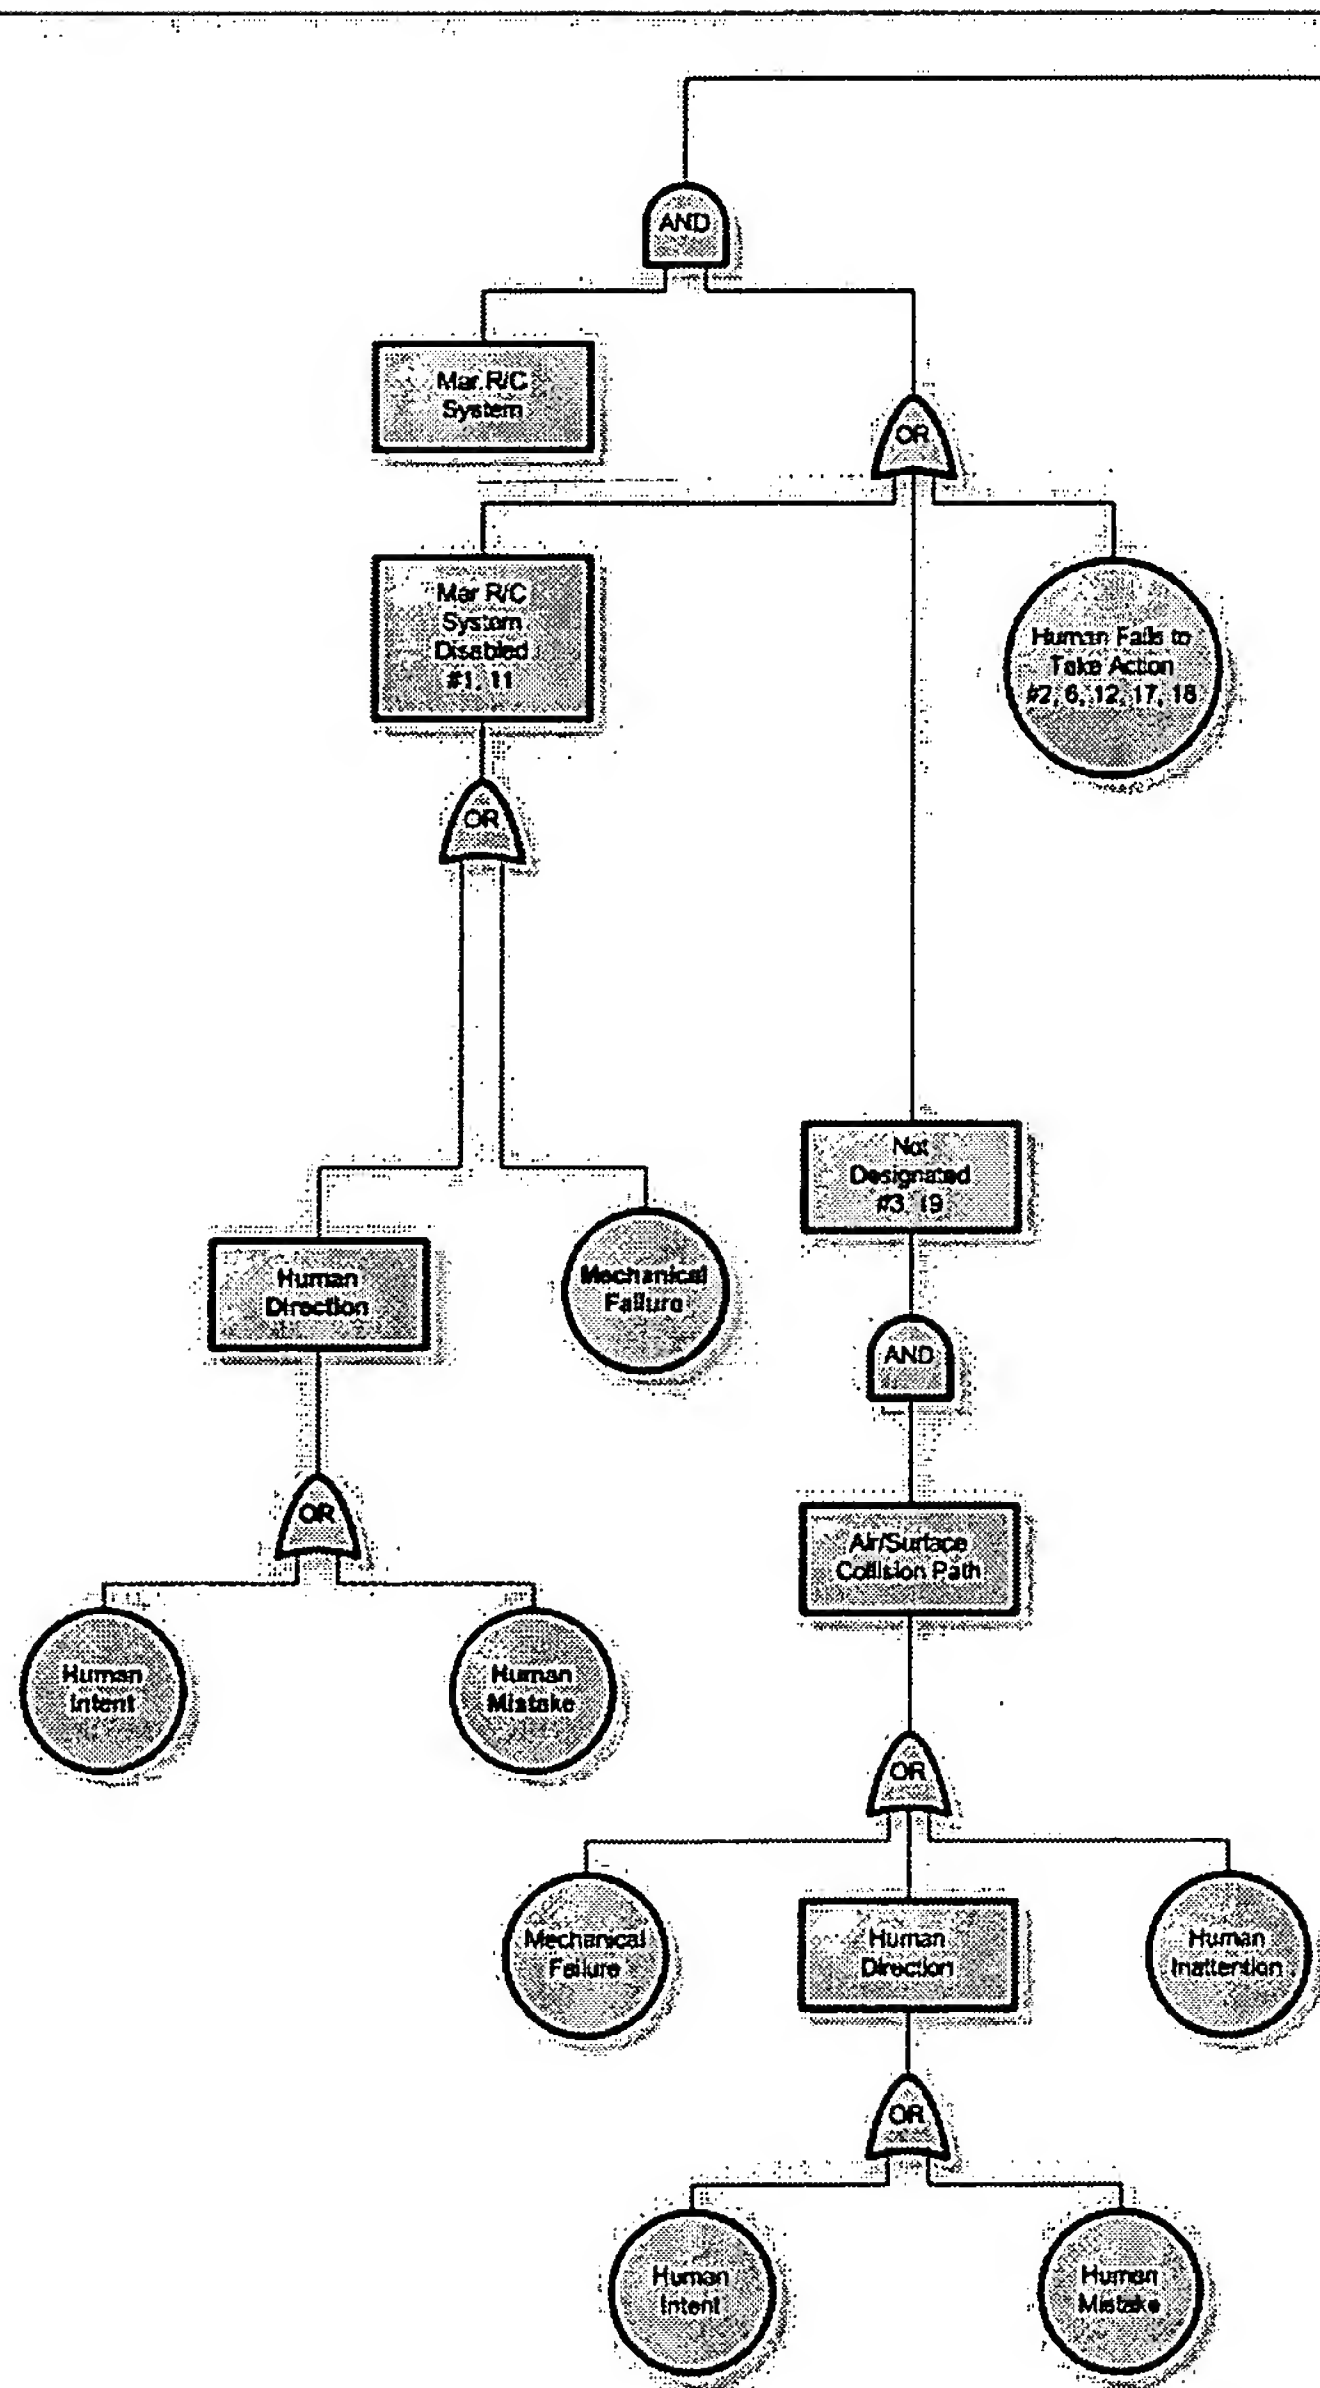 AND
Mar.R/C
System
OR
Mar R/C
System
Disabled
#1, 11
Human Fails to
Take Action
#2, 6, 12, 17, 18
OR
Not
Designated
#3, 19
Human
Direction
Mechanical
Failure
AND
OR
Air/Surface
Collision Path
Human
Intent
Human
Mistake
OR
Mechanical
Failure
Human
Direction
Human
Inattention
OR
Human
Intent
Human
Mistake